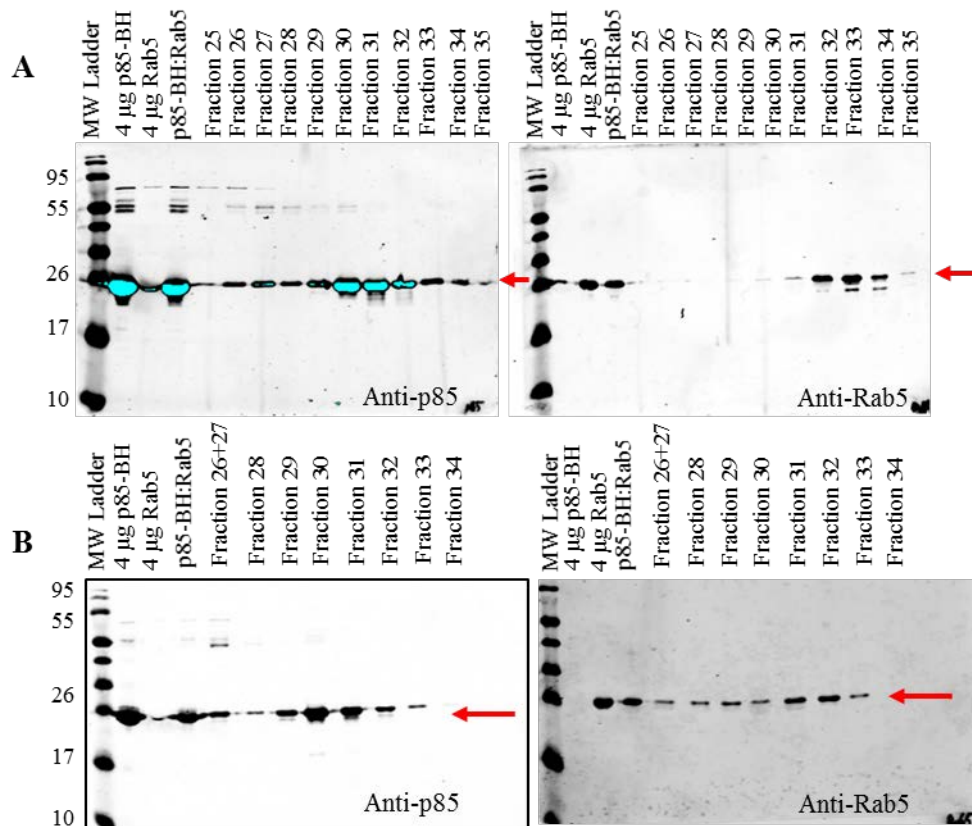 A
MW Ladder
4 µg p85-BH
4 µg Rab5
p85-BH:Rab5
Fraction 25
Fraction 26
Fraction 27
Fraction 28
Fraction 29
Fraction 30
Fraction 31
Fraction 32
Fraction 33
Fraction 34
Fraction 35
MW Ladder
4 µg p85-BH
4 µg Rab5
p85-BH:Rab5
Fraction 25
Fraction 26
Fraction 27
Fraction 28
Fraction 29
Fraction 30
Fraction 31
Fraction 32
Fraction 33
Fraction 34
Fraction 35
95
55
26
17
10
Anti-p85
Anti-Rab5
B
MW Ladder
4 µg p85-BH
4 µg Rab5
p85-BH:Rab5
Fraction 26+27
Fraction 28
Fraction 29
Fraction 30
Fraction 31
Fraction 32
Fraction 33
Fraction 34
MW Ladder
4 µg p85-BH
4 µg Rab5
p85-BH:Rab5
Fraction 26+27
Fraction 28
Fraction 29
Fraction 30
Fraction 31
Fraction 32
Fraction 33
Fraction 34
95
55
26
17
10
Anti-p85
Anti-Rab5